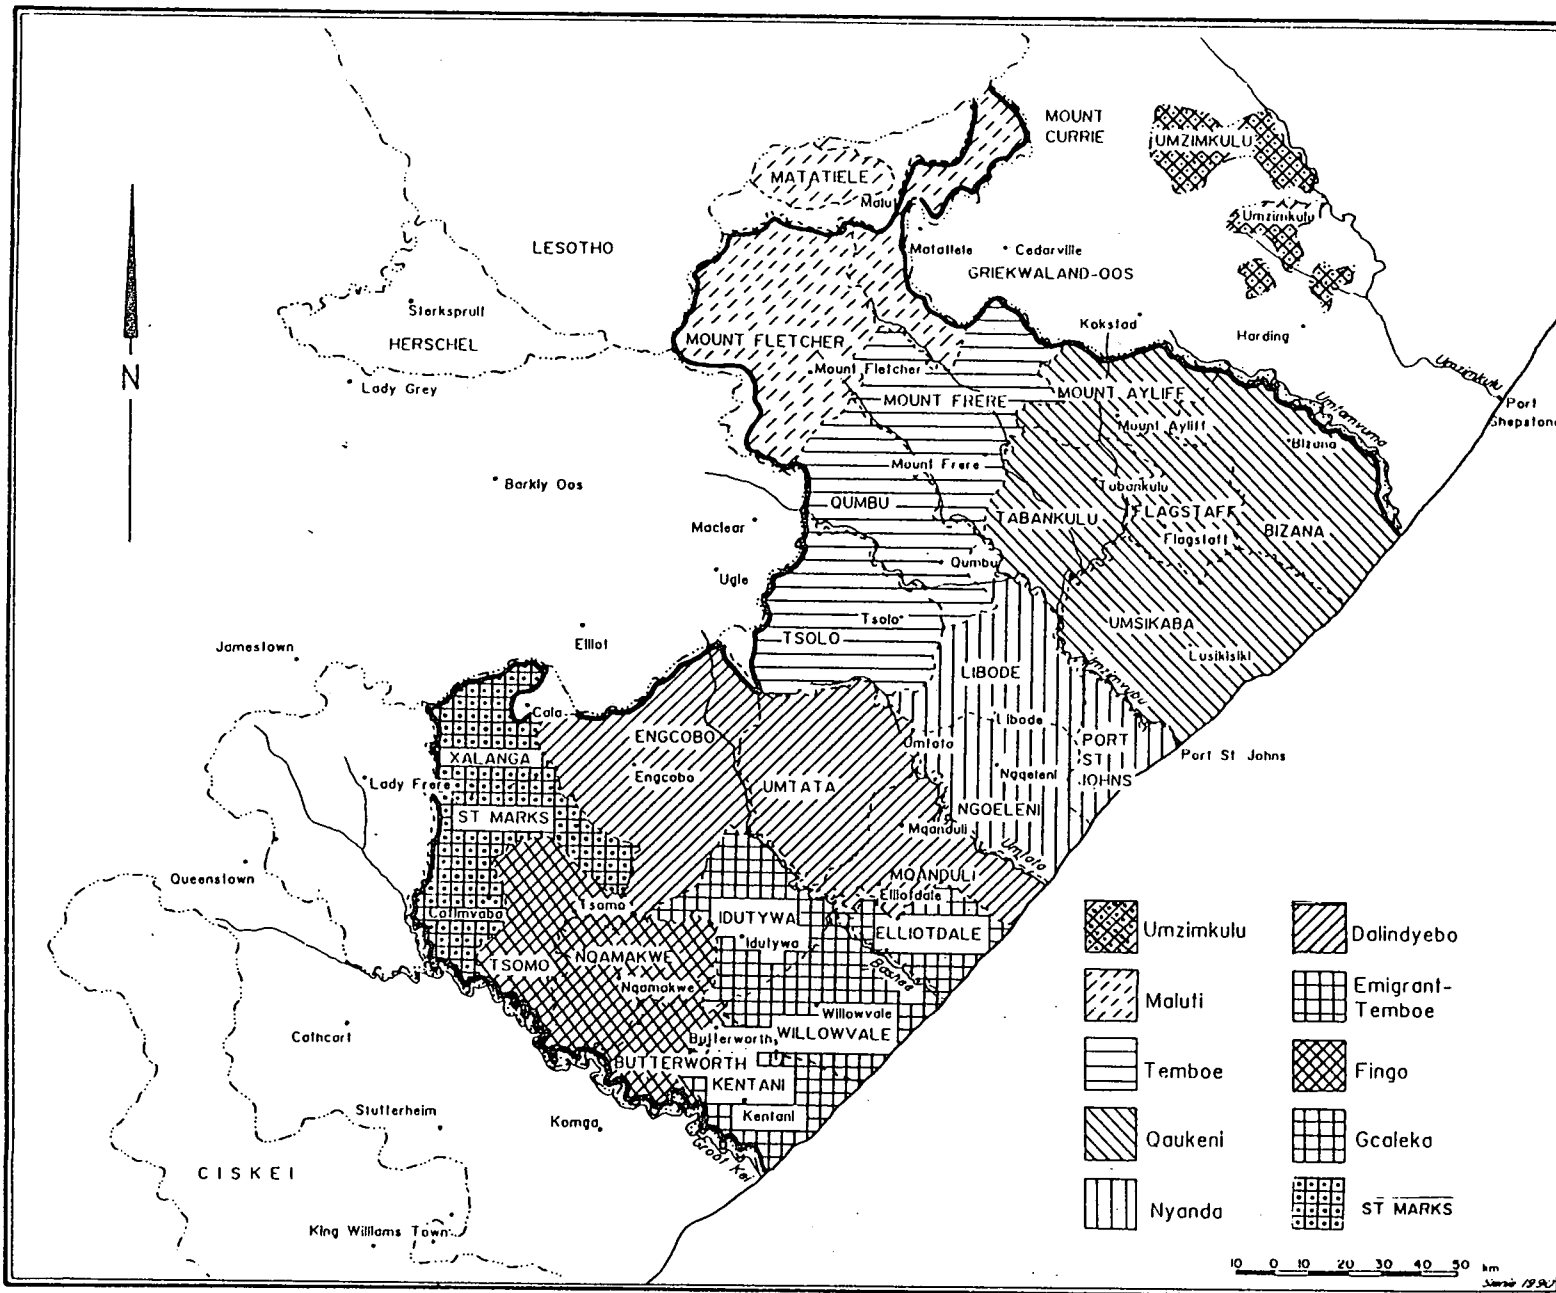 MOUNT
CURRIE
UMZIMKULU
MATATIELE
Umzimkulu
LESOTHO
Matatiele
Cedarville
GRIEKWALAND-OOS
Sterkspruit
HERSCHEL
Kokstad
Harding
MOUNT FLETCHER
Mount Fletcher
Lady Grey
Umzimkulu
MOUNT FRERE
MOUNT AYLIFF
Mount Ayliff
Umtamvuma
Port
Shepstone
Bizana
Mount Frere
Barkly Oos
Tabankulu
QUMBU
TABANKULU
FLAGSTAFF
Flagstaff
BIZANA
Maclear
Qumbu
Ugie
Tsolo
TSOLO
UMSIKABA
Lusikisiki
Elliot
Jamestown
LIBODE
Umzimvubu
Cala
Libode
ENGCOBO
Umtata
PORT
ST
JOHNS
Port St Johns
XALANGA
Engcobo
UMTATA
Ngqeleni
Lady Frere
ST MARKS
NGQELENI
Mqanduli
Umtata
Queenstown
MQANDULI
Cofimvaba
Tsomo
Elliotdale
IDUTYWA
ELLIOTDALE
Idutywa
NQAMAKWE
TSOMO
Bashee
Nqamakwe
Willowvale
Cathcart
Butterworth
WILLOWVALE
BUTTERWORTH
KENTANI
Kentani
Stutterheim
Komga
Groot Kei
CISKEI
King Williams Town
N
Umzimkulu
Dalindyebo
Maluti
Emigrant-
Temboe
Temboe
Fingo
Qaukeni
Gcaleka
Nyanda
ST MARKS
10 0 10 20 30 40 50 km
1990